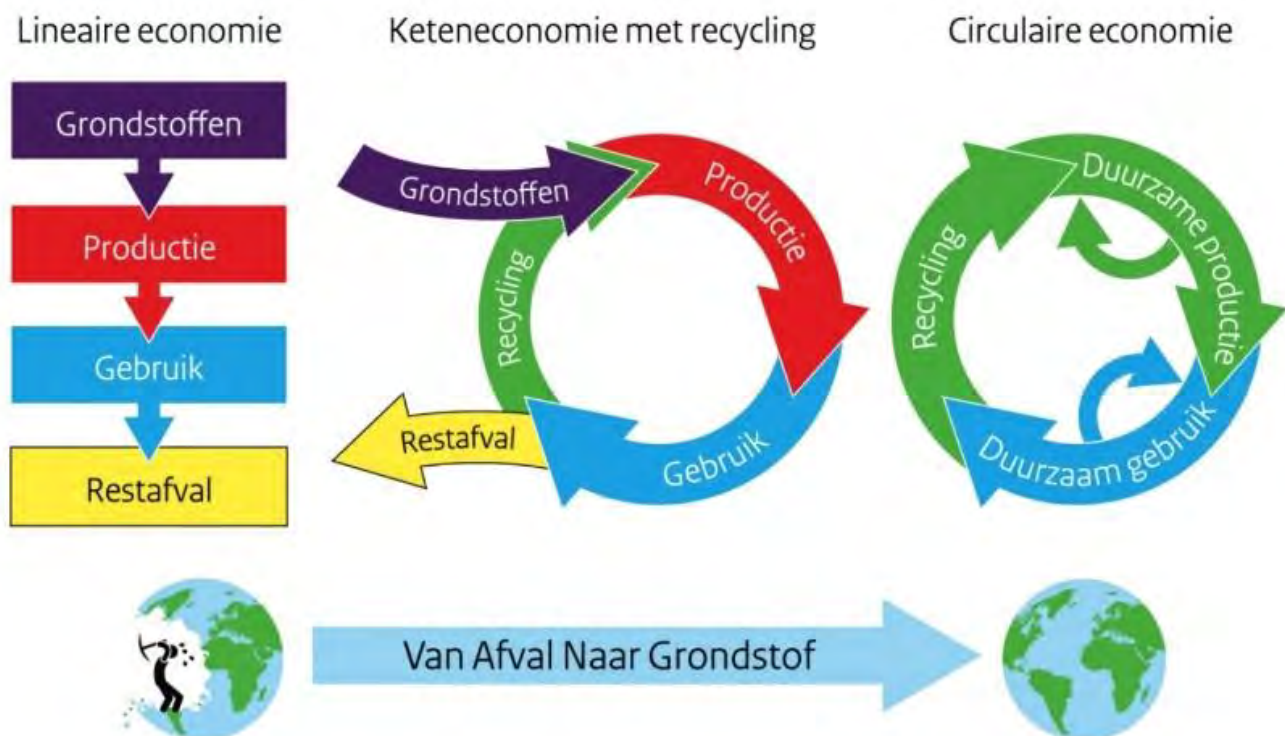 Lineaire economie
Keteneconomie met recycling
Circulaire economie
Grondstoffen
Productie
Gebruik
Restafval
Grondstoffen
Productie
Recycling
Restafval
Gebruik
Duurzame productie
Recycling
Duurzaam gebruik
Van Afval Naar Grondstof